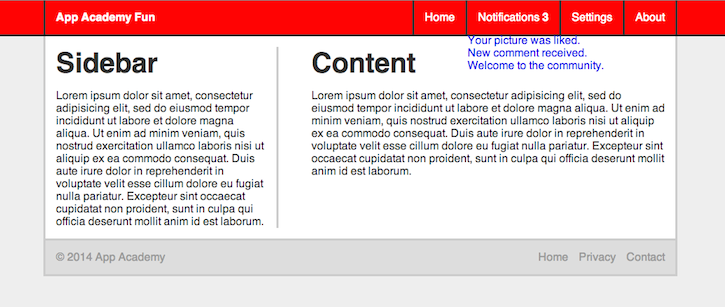 App Academy Fun
Home Notifications 3 Settings About
Your picture was liked.
New comment received.
Welcome to the community.
Sidebar
Lorem ipsum dolor sit amet, consectetur
adipisicing elit, sed do eiusmod tempor
incididunt ut labore et dolore magna
aliqua. Ut enim ad minim veniam, quis
nostrud exercitation ullamco laboris nisi ut
aliquip ex ea commodo consequat. Duis
aute irure dolor in reprehenderit in
voluptate velit esse cillum dolore eu fugiat
nulla pariatur. Excepteur sint occaecat
cupidatat non proident, sunt in culpa qui
officia deserunt mollit anim id est laborum.
Content
Lorem ipsum dolor sit amet, consectetur adipisicing elit, sed do
eiusmod tempor incididunt ut labore et dolore magna aliqua. Ut enim ad
minim veniam, quis nostrud exercitation ullamco laboris nisi ut aliquip
ex ea commodo consequat. Duis aute irure dolor in reprehenderit in
voluptate velit esse cillum dolore eu fugiat nulla pariatur. Excepteur sint
occaecat cupidatat non proident, sunt in culpa qui officia deserunt mollit
anim id est laborum.
© 2014 App Academy
Home Privacy Contact